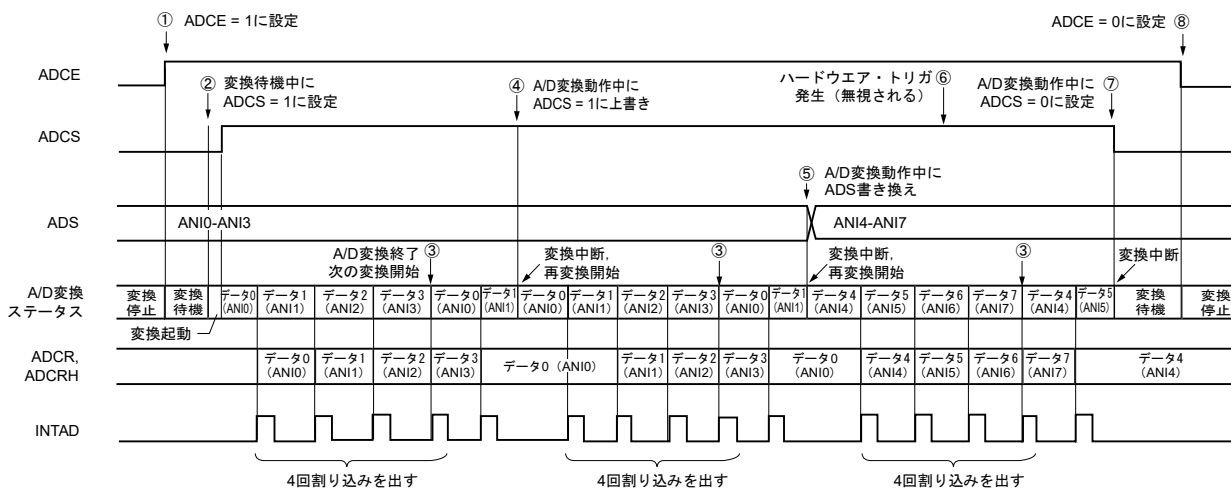 ① ADCE = 1に設定
ADCE = 0に設定 ⑧
ADCE
② 変換待機中に
ADCS = 1に設定
④ A/D変換動作中に
ADCS = 1に上書き
ハードウエア・トリガ ⑥
発生（無視される）
A/D変換動作中に ⑦
ADCS = 0に設定
ADCS
⑤ A/D変換動作中に
ADS書き換え
ADS
ANI0-ANI3
ANI4-ANI7
A/D変換終了 ③
次の変換開始
変換中断,
再変換開始
③
変換中断,
再変換開始
③
変換中断
A/D変換
ステータス
変換 変換 データ0 データ1 データ2 データ3 データ0 データ1 データ0 データ1 データ2 データ3 データ0 データ1 データ4 データ5 データ6 データ7 データ4 データ5 変換 変換
停止 待機 (ANI0) (ANI1) (ANI2) (ANI3) (ANI0) (ANI1) (ANI0) (ANI1) (ANI2) (ANI3) (ANI0) (ANI1) (ANI4) (ANI5) (ANI6) (ANI7) (ANI4) (ANI5) 待機 停止
変換起動
ADCR,
ADCRH
データ0 データ1 データ2 データ3 データ0 (ANI0) データ1 データ2 データ3 データ0 データ4 データ5 データ6 データ7 データ4
(ANI0) (ANI1) (ANI2) (ANI3) (ANI1) (ANI2) (ANI3) (ANI0) (ANI4) (ANI5) (ANI6) (ANI7) (ANI4)
INTAD
4回割り込みを出す
4回割り込みを出す
4回割り込みを出す